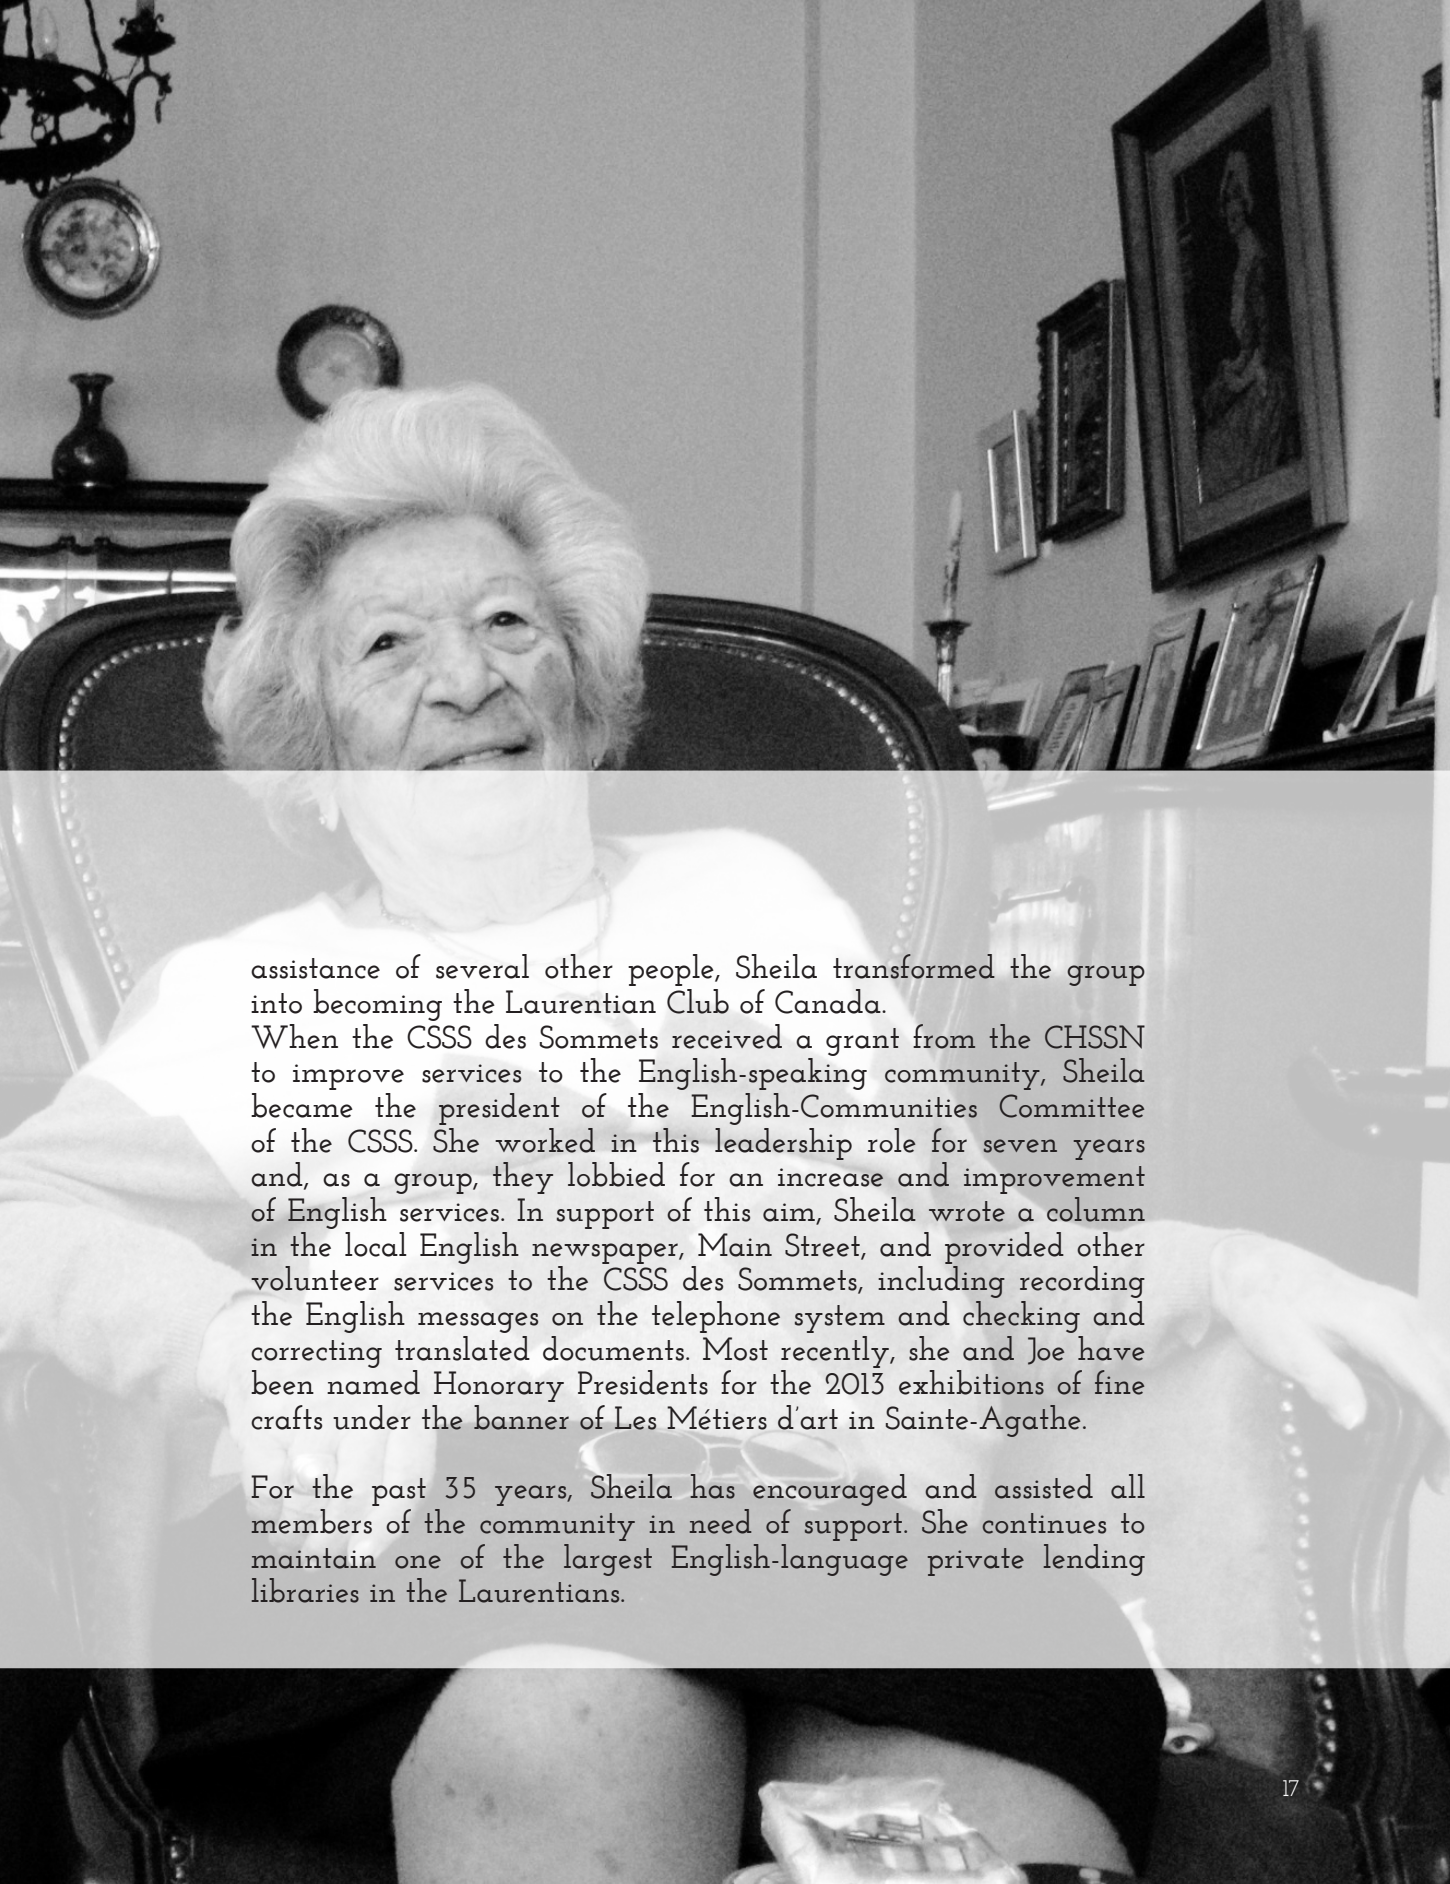 assistance of several other people, Sheila transformed the group
into becoming the Laurentian Club of Canada.
When the CSSS des Sommets received a grant from the CHSSN
to improve services to the English-speaking community, Sheila
became the president of the English-Communities Committee
of the CSSS. She worked in this leadership role for seven years
and, as a group, they lobbied for an increase and improvement
of English services. In support of this aim, Sheila wrote a column
in the local English newspaper, Main Street, and provided other
volunteer services to the CSSS des Sommets, including recording
the English messages on the telephone system and checking and
correcting translated documents. Most recently, she and Joe have
been named Honorary Presidents for the 2013 exhibitions of fine
crafts under the banner of Les Métiers d'art in Sainte-Agathe.
For the past 35 years, Sheila has encouraged and assisted all
members of the community in need of support. She continues to
maintain one of the largest English-language private lending
libraries in the Laurentians.
17